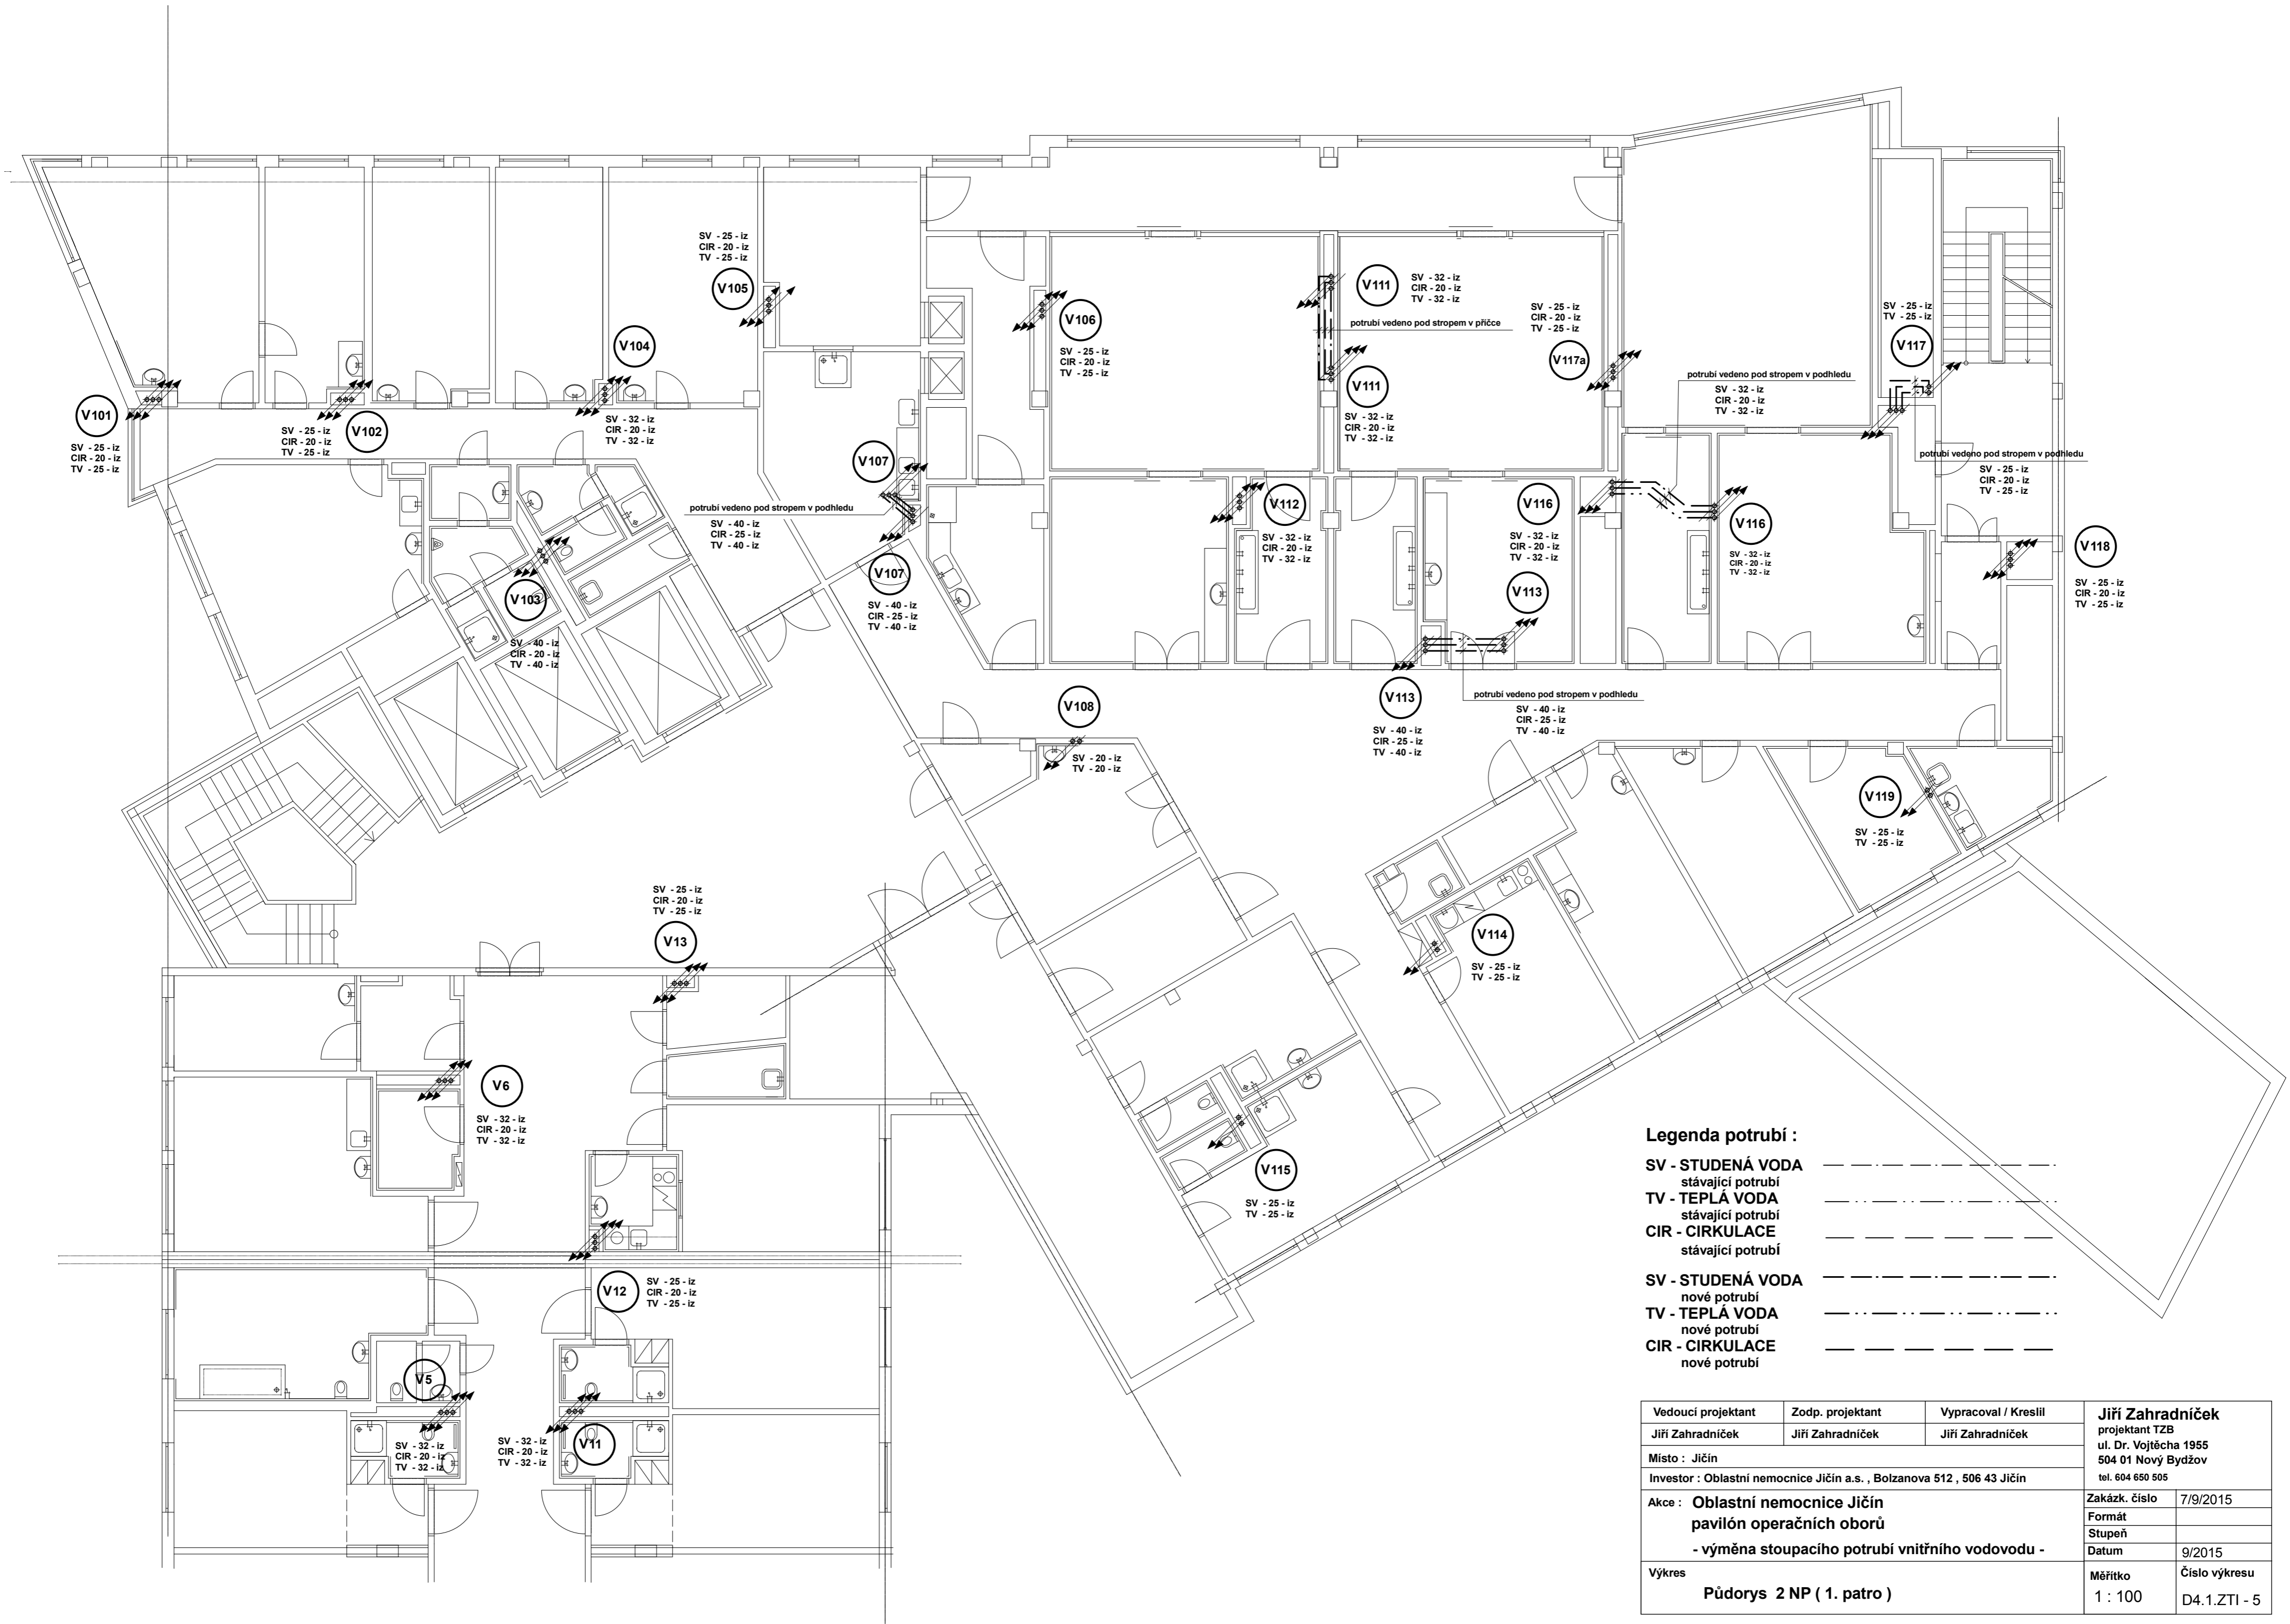 SV - 25 - iz
CIR - 20 - iz
TV - 25 - iz
V105
V104
SV - 32 - iz
CIR - 20 - iz
TV - 32 - iz
V101
SV - 25 - iz
CIR - 20 - iz
TV - 25 - iz
V102
SV - 25 - iz
CIR - 20 - iz
TV - 25 - iz
V106
SV - 25 - iz
CIR - 20 - iz
TV - 25 - iz
V111
SV - 32 - iz
CIR - 20 - iz
TV - 32 - iz
potrubí vedeno pod stropem v příčce
V111
SV - 32 - iz
CIR - 20 - iz
TV - 32 - iz
SV - 25 - iz
CIR - 20 - iz
TV - 25 - iz
V117a
SV - 25 - iz
TV - 25 - iz
V117
potrubí vedeno pod stropem v podhledu
SV - 32 - iz
CIR - 20 - iz
TV - 32 - iz
potrubí vedeno pod stropem v podhledu
SV - 25 - iz
CIR - 20 - iz
TV - 25 - iz
V107
potrubí vedeno pod stropem v podhledu
SV - 40 - iz
CIR - 25 - iz
TV - 40 - iz
V107
SV - 40 - iz
CIR - 25 - iz
TV - 40 - iz
V112
SV - 32 - iz
CIR - 20 - iz
TV - 32 - iz
V116
SV - 32 - iz
CIR - 20 - iz
TV - 32 - iz
V116
SV - 32 - iz
CIR - 20 - iz
TV - 32 - iz
V118
SV - 25 - iz
CIR - 20 - iz
TV - 25 - iz
V103
SV - 40 - iz
CIR - 20 - iz
TV - 40 - iz
V113
V113
SV - 40 - iz
CIR - 25 - iz
TV - 40 - iz
potrubí vedeno pod stropem v podhledu
SV - 40 - iz
CIR - 25 - iz
TV - 40 - iz
V108
SV - 20 - iz
TV - 20 - iz
V119
SV - 25 - iz
TV - 25 - iz
SV - 25 - iz
CIR - 20 - iz
TV - 25 - iz
V13
V114
SV - 25 - iz
TV - 25 - iz
V6
SV - 32 - iz
CIR - 20 - iz
TV - 32 - iz
V115
SV - 25 - iz
TV - 25 - iz
V12
SV - 25 - iz
CIR - 20 - iz
TV - 25 - iz
V5
SV - 32 - iz
CIR - 20 - iz
TV - 32 - iz
V11
SV - 32 - iz
CIR - 20 - iz
TV - 32 - iz
Legenda potrubí :
SV - STUDENÁ VODA
stávající potrubí
TV - TEPLÁ VODA
stávající potrubí
CIR - CIRKULACE
stávající potrubí
SV - STUDENÁ VODA
nové potrubí
TV - TEPLÁ VODA
nové potrubí
CIR - CIRKULACE
nové potrubí
Vedoucí projektant Zodp. projektant Vypracoval / Kreslil
Jiří Zahradníček Jiří Zahradníček Jiří Zahradníček
Místo : Jičín
Investor : Oblastní nemocnice Jičín a.s. , Bolzanova 512 , 506 43 Jičín
Akce : Oblastní nemocnice Jičín
pavilón operačních oborů
- výměna stoupacího potrubí vnitřního vodovodu -
Výkres
Půdorys 2 NP ( 1. patro )
Jiří Zahradníček
projektant TZB
ul. Dr. Vojtěcha 1955
504 01 Nový Bydžov
tel. 604 650 505
Zakázk. číslo 7/9/2015
Formát
Stupeň
Datum 9/2015
Měřítko Číslo výkresu
1 : 100 D4.1.ZTI - 5